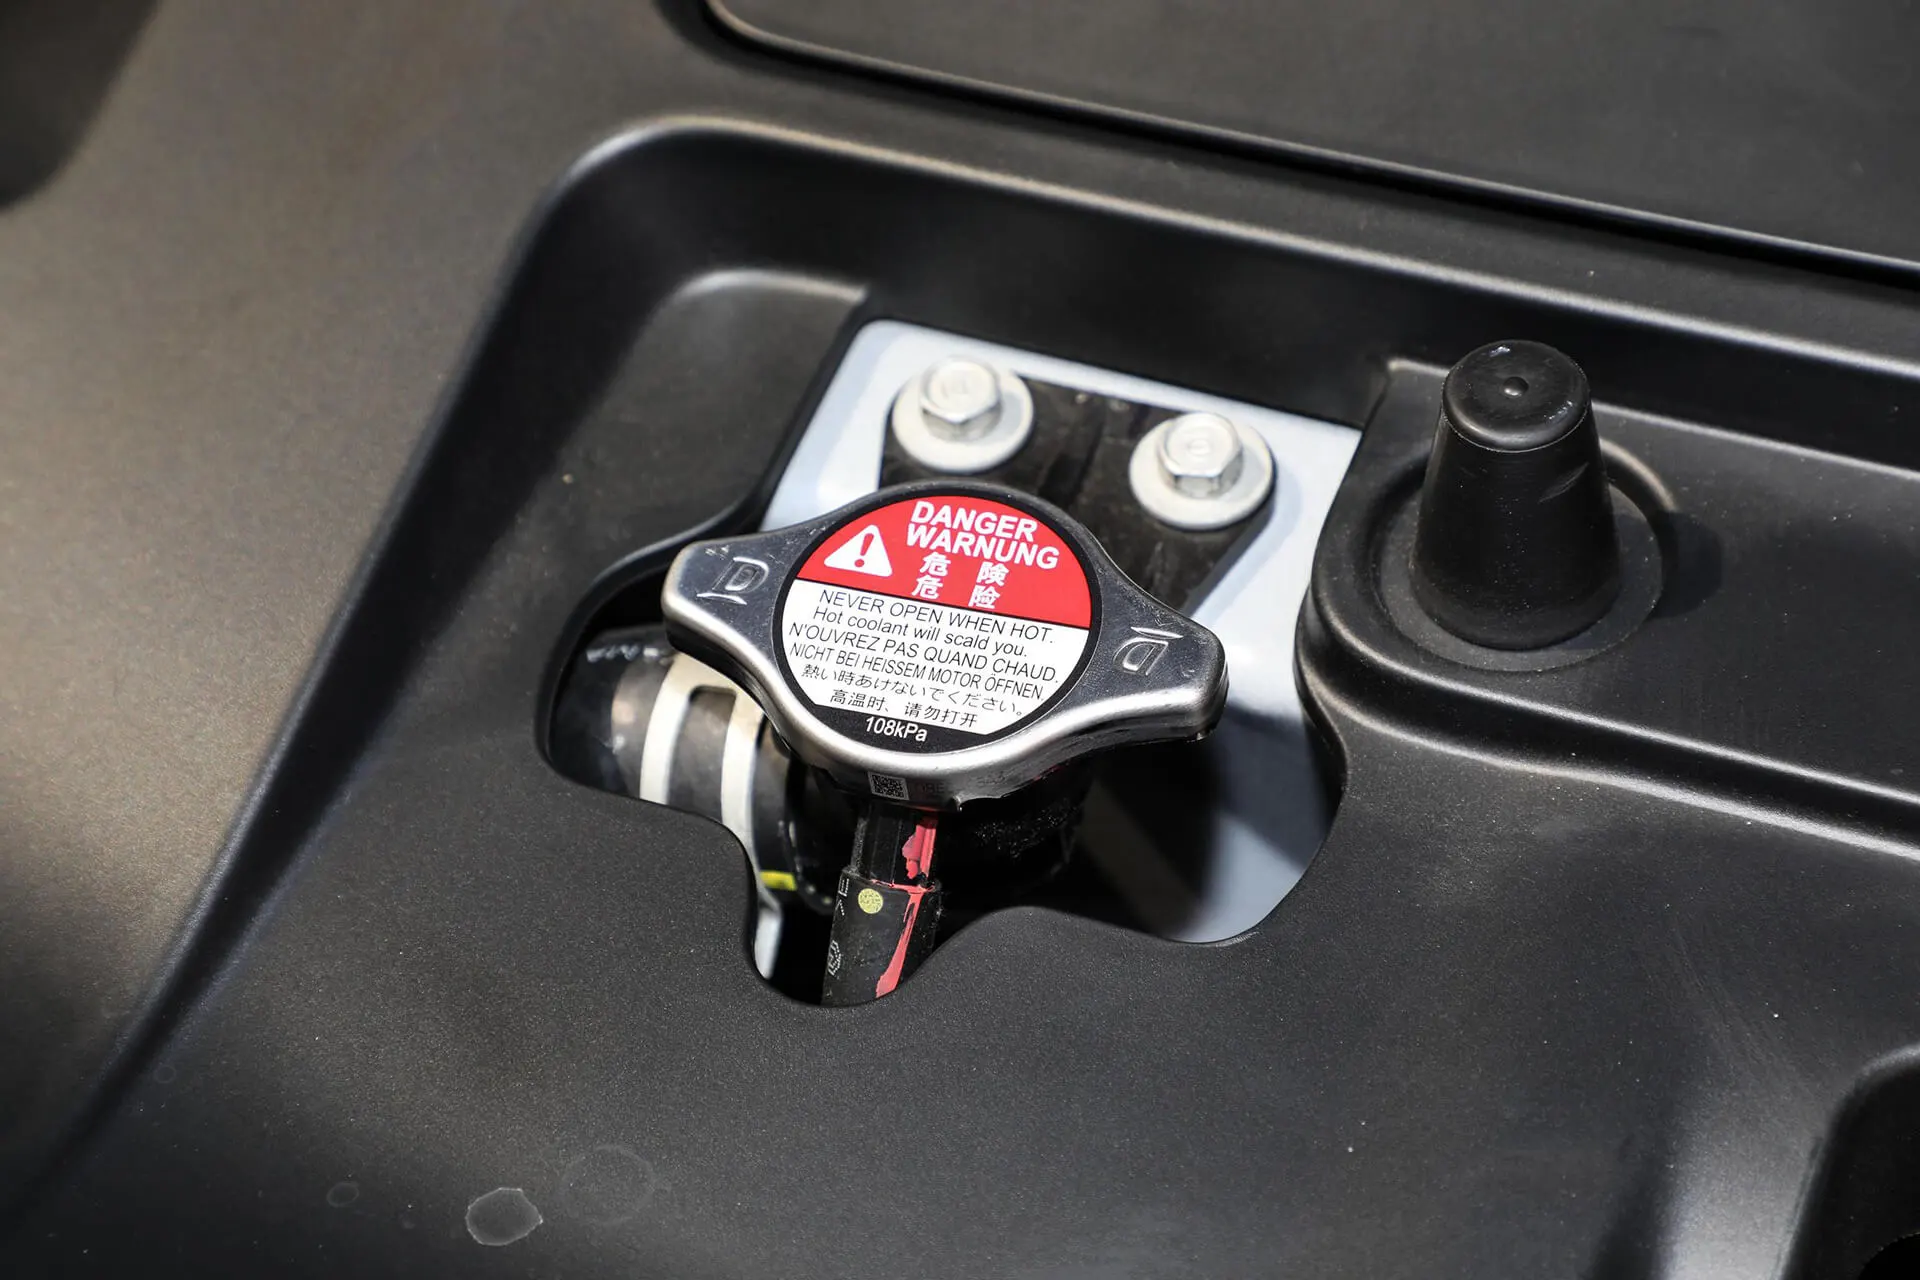 DANGER
WARNUNG
危 険
危 险
NEVER OPEN WHEN HOT.
Hot coolant will scald you.
N'OUVREZ PAS QUAND CHAUD.
NICHT BEI HEISSEM MOTOR ÖFFNEN
熱い時あけないでください。
高温时、请勿打开
108kPa
D
D